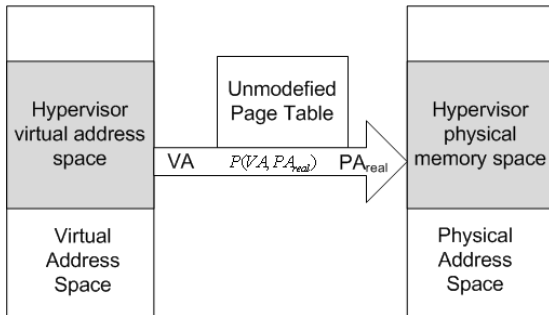 Hypervisor
virtual address
space
Virtual
Address
Space
Unmodefied
Page Table
VA P(VA, PA_real) PA_real
Hypervisor
physical
memory space
Physical
Address
Space